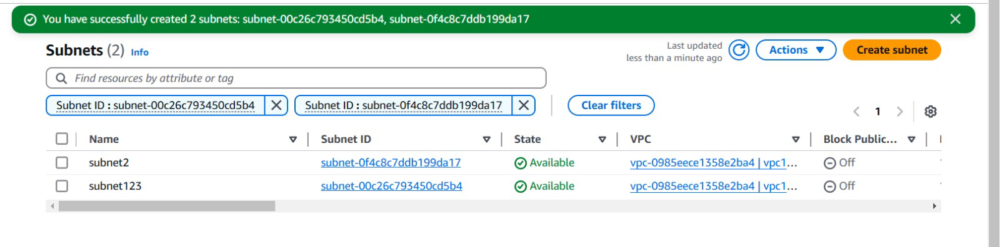 You have successfully created 2 subnets: subnet-00c26c793450cd5b4, subnet-0f4c8c7ddb199da17
Subnets (2) Info
Last updated
less than a minute ago
Actions
Create subnet
Find resources by attribute or tag
Subnet ID : subnet-00c26c793450cd5b4
Subnet ID : subnet-0f4c8c7ddb199da17
Clear filters
1
Name Subnet ID State VPC Block Public...
subnet2 subnet-0f4c8c7ddb199da17 Available vpc-0985eece1358e2ba4 | vpc1... Off
subnet123 subnet-00c26c793450cd5b4 Available vpc-0985eece1358e2ba4 | vpc1... Off